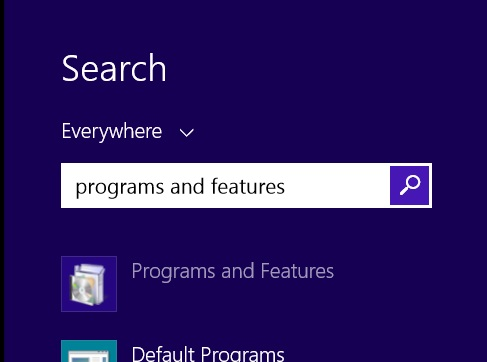 Search
Everywhere
programs and features
Programs and Features
Default Programs